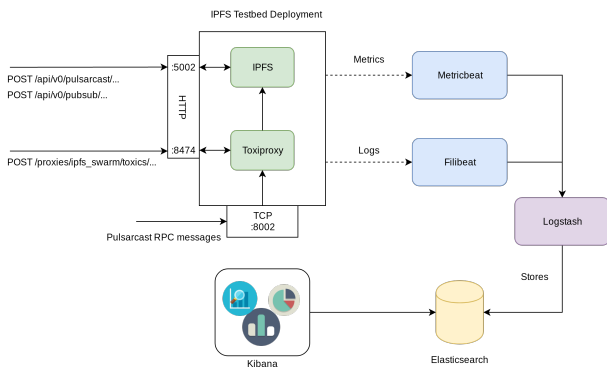 IPFS Testbed Deployment
:5002
IPFS
Metrics
Metricbeat
POST /api/v0/pulsarcast/...
POST /api/v0/pubsub/...
HTTP
:8474
Toxiproxy
Logs
Filibeat
POST /proxies/ipfs_swarm/toxics/...
TCP
:8002
Pulsarcast RPC messages
Logstash
Stores
Kibana
Elasticsearch